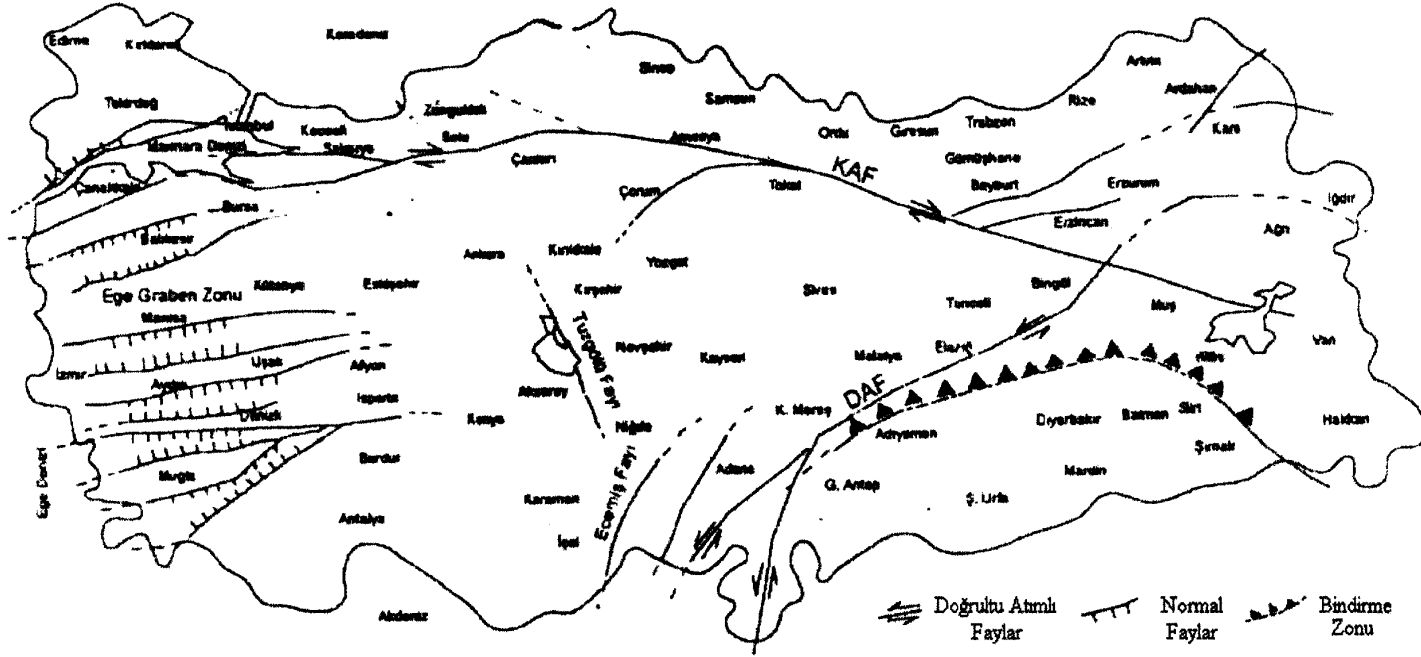 Edirne
Karadeniz
Sinop
Artvin
Ardahan
Tekirdağ
Samsun
Rize
Zonguldak
İstanbul
Kocaeli
Trabzon
Ordu
Giresun
Kars
Bolu
Amasya
Marmara Denizi
Sakarya
Çankırı
Gümüşhane
KAF
Çorum
Tokat
Bayburt
Erzurum
Çanakkale
Iğdır
Bursa
Erzincan
Ağrı
Balıkesir
Ankara
Kırıkkale
Yozgat
Ege Graben Zonu
Kütahya
Eskişehir
Kırşehir
Sivas
Tunceli
Bingöl
Muş
Manisa
Tuzgölü Fayı
Van
Nevşehir
Kayseri
Malatya
Elazığ
Uşak
Afyon
İzmir
Aydın
Aksaray
DAF
Isparta
K. Maraş
Siirt
Denizli
Konya
Niğde
Adıyaman
Diyarbakır
Batman
Hakkari
Şırnak
Ege Denizi
Muğla
Burdur
Ecemiş Fayı
Adana
G. Antep
Mardin
Karaman
Ş. Urfa
Antalya
İçel
Akdeniz
Doğrultu Atımlı
Faylar
Normal
Faylar
Bindirme
Zonu